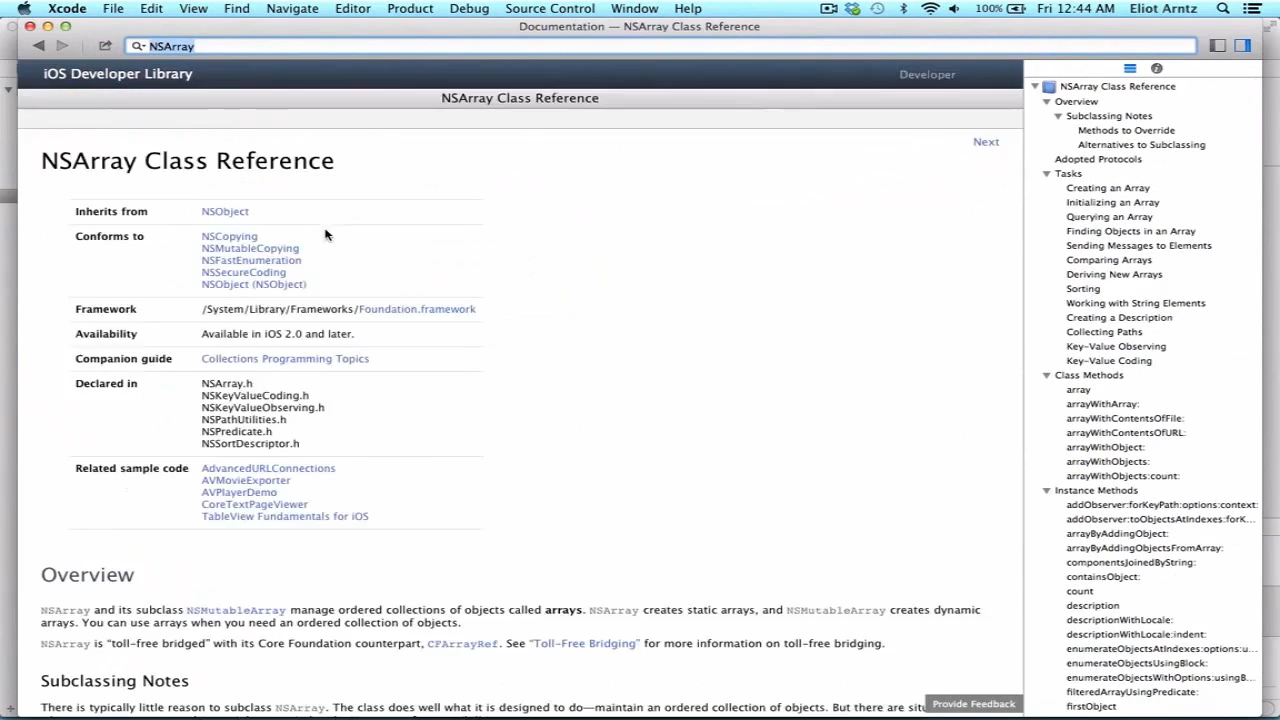 Xcode File Edit View Find Navigate Editor Product Debug Source Control Window Help 100% Fri 12:44 AM Eliot Arntz
Documentation — NSArray Class Reference
NSArray
iOS Developer Library
Developer
NSArray Class Reference
Next
NSArray Class Reference
Inherits from NSObject
Conforms to NSCopying
NSMutableCopying
NSFastEnumeration
NSSecureCoding
NSObject (NSObject)
Framework /System/Library/Frameworks/Foundation.framework
Availability Available in iOS 2.0 and later.
Companion guide Collections Programming Topics
Declared in NSArray.h
NSKeyValueCoding.h
NSKeyValueObserving.h
NSPathUtilities.h
NSPredicate.h
NSSortDescriptor.h
Related sample code AdvancedURLConnections
AVMovieExporter
AVPlayerDemo
CoreTextPageViewer
TableView Fundamentals for iOS
Overview
NSArray and its subclass NSMutableArray manage ordered collections of objects called arrays. NSArray creates static arrays, and NSMutableArray creates dynamic
arrays. You can use arrays when you need an ordered collection of objects.
NSArray is “toll-free bridged” with its Core Foundation counterpart, CFArrayRef. See “Toll-Free Bridging” for more information on toll-free bridging.
Subclassing Notes
There is typically little reason to subclass NSArray. The class does well what it is designed to do—maintain an ordered collection of objects. But there are sit
Provide Feedback
NSArray Class Reference
Overview
Subclassing Notes
Methods to Override
Alternatives to Subclassing
Adopted Protocols
Tasks
Creating an Array
Initializing an Array
Querying an Array
Finding Objects in an Array
Sending Messages to Elements
Comparing Arrays
Deriving New Arrays
Sorting
Working with String Elements
Creating a Description
Collecting Paths
Key-Value Observing
Key-Value Coding
Class Methods
array
arrayWithArray:
arrayWithContentsOfFile:
arrayWithContentsOfURL:
arrayWithObject:
arrayWithObjects:
arrayWithObjects:count:
Instance Methods
addObserver:forKeyPath:options:context:
addObserver:toObjectsAtIndexes:forK...
arrayByAddingObject:
arrayByAddingObjectsFromArray:
componentsJoinedByString:
containsObject:
count
description
descriptionWithLocale:
descriptionWithLocale:indent:
enumerateObjectsAtIndexes:options:u...
enumerateObjectsUsingBlock:
enumerateObjectsWithOptions:usingB...
filteredArrayUsingPredicate:
firstObject